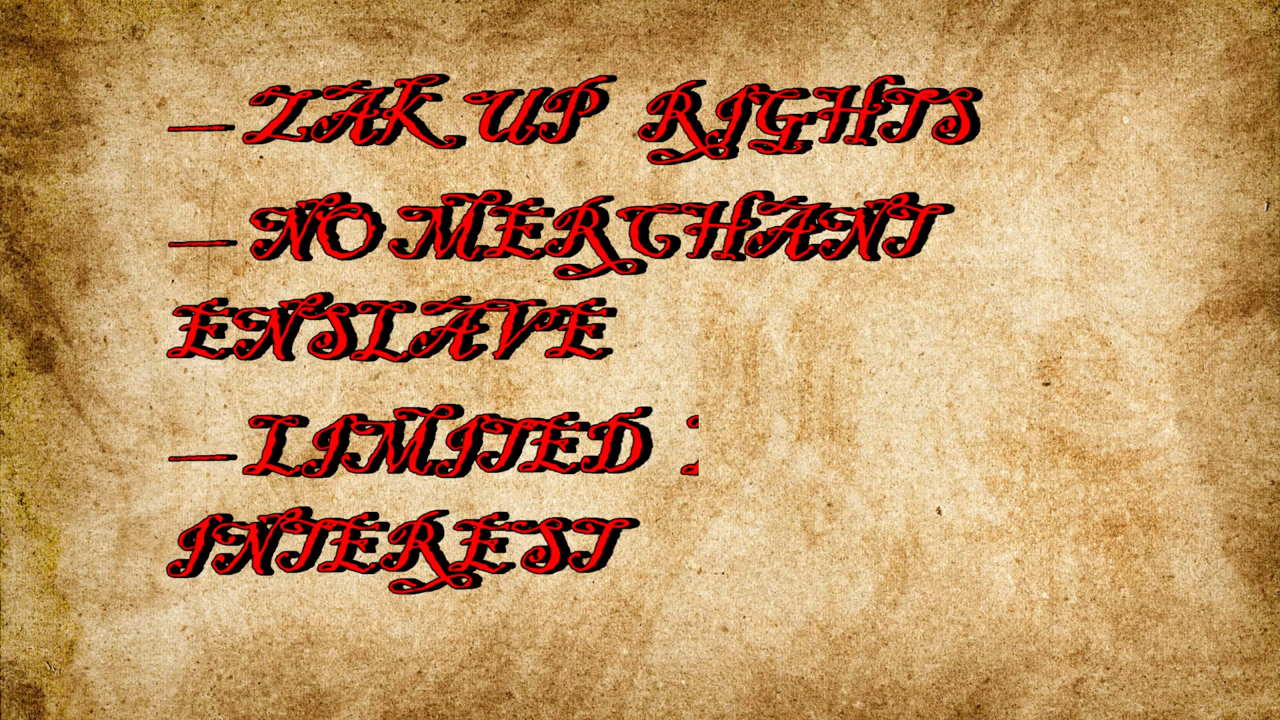 - ZAK UP RIGHTS
- NO MERCHANT
ENSLAVE
- LIMITED
INTEREST